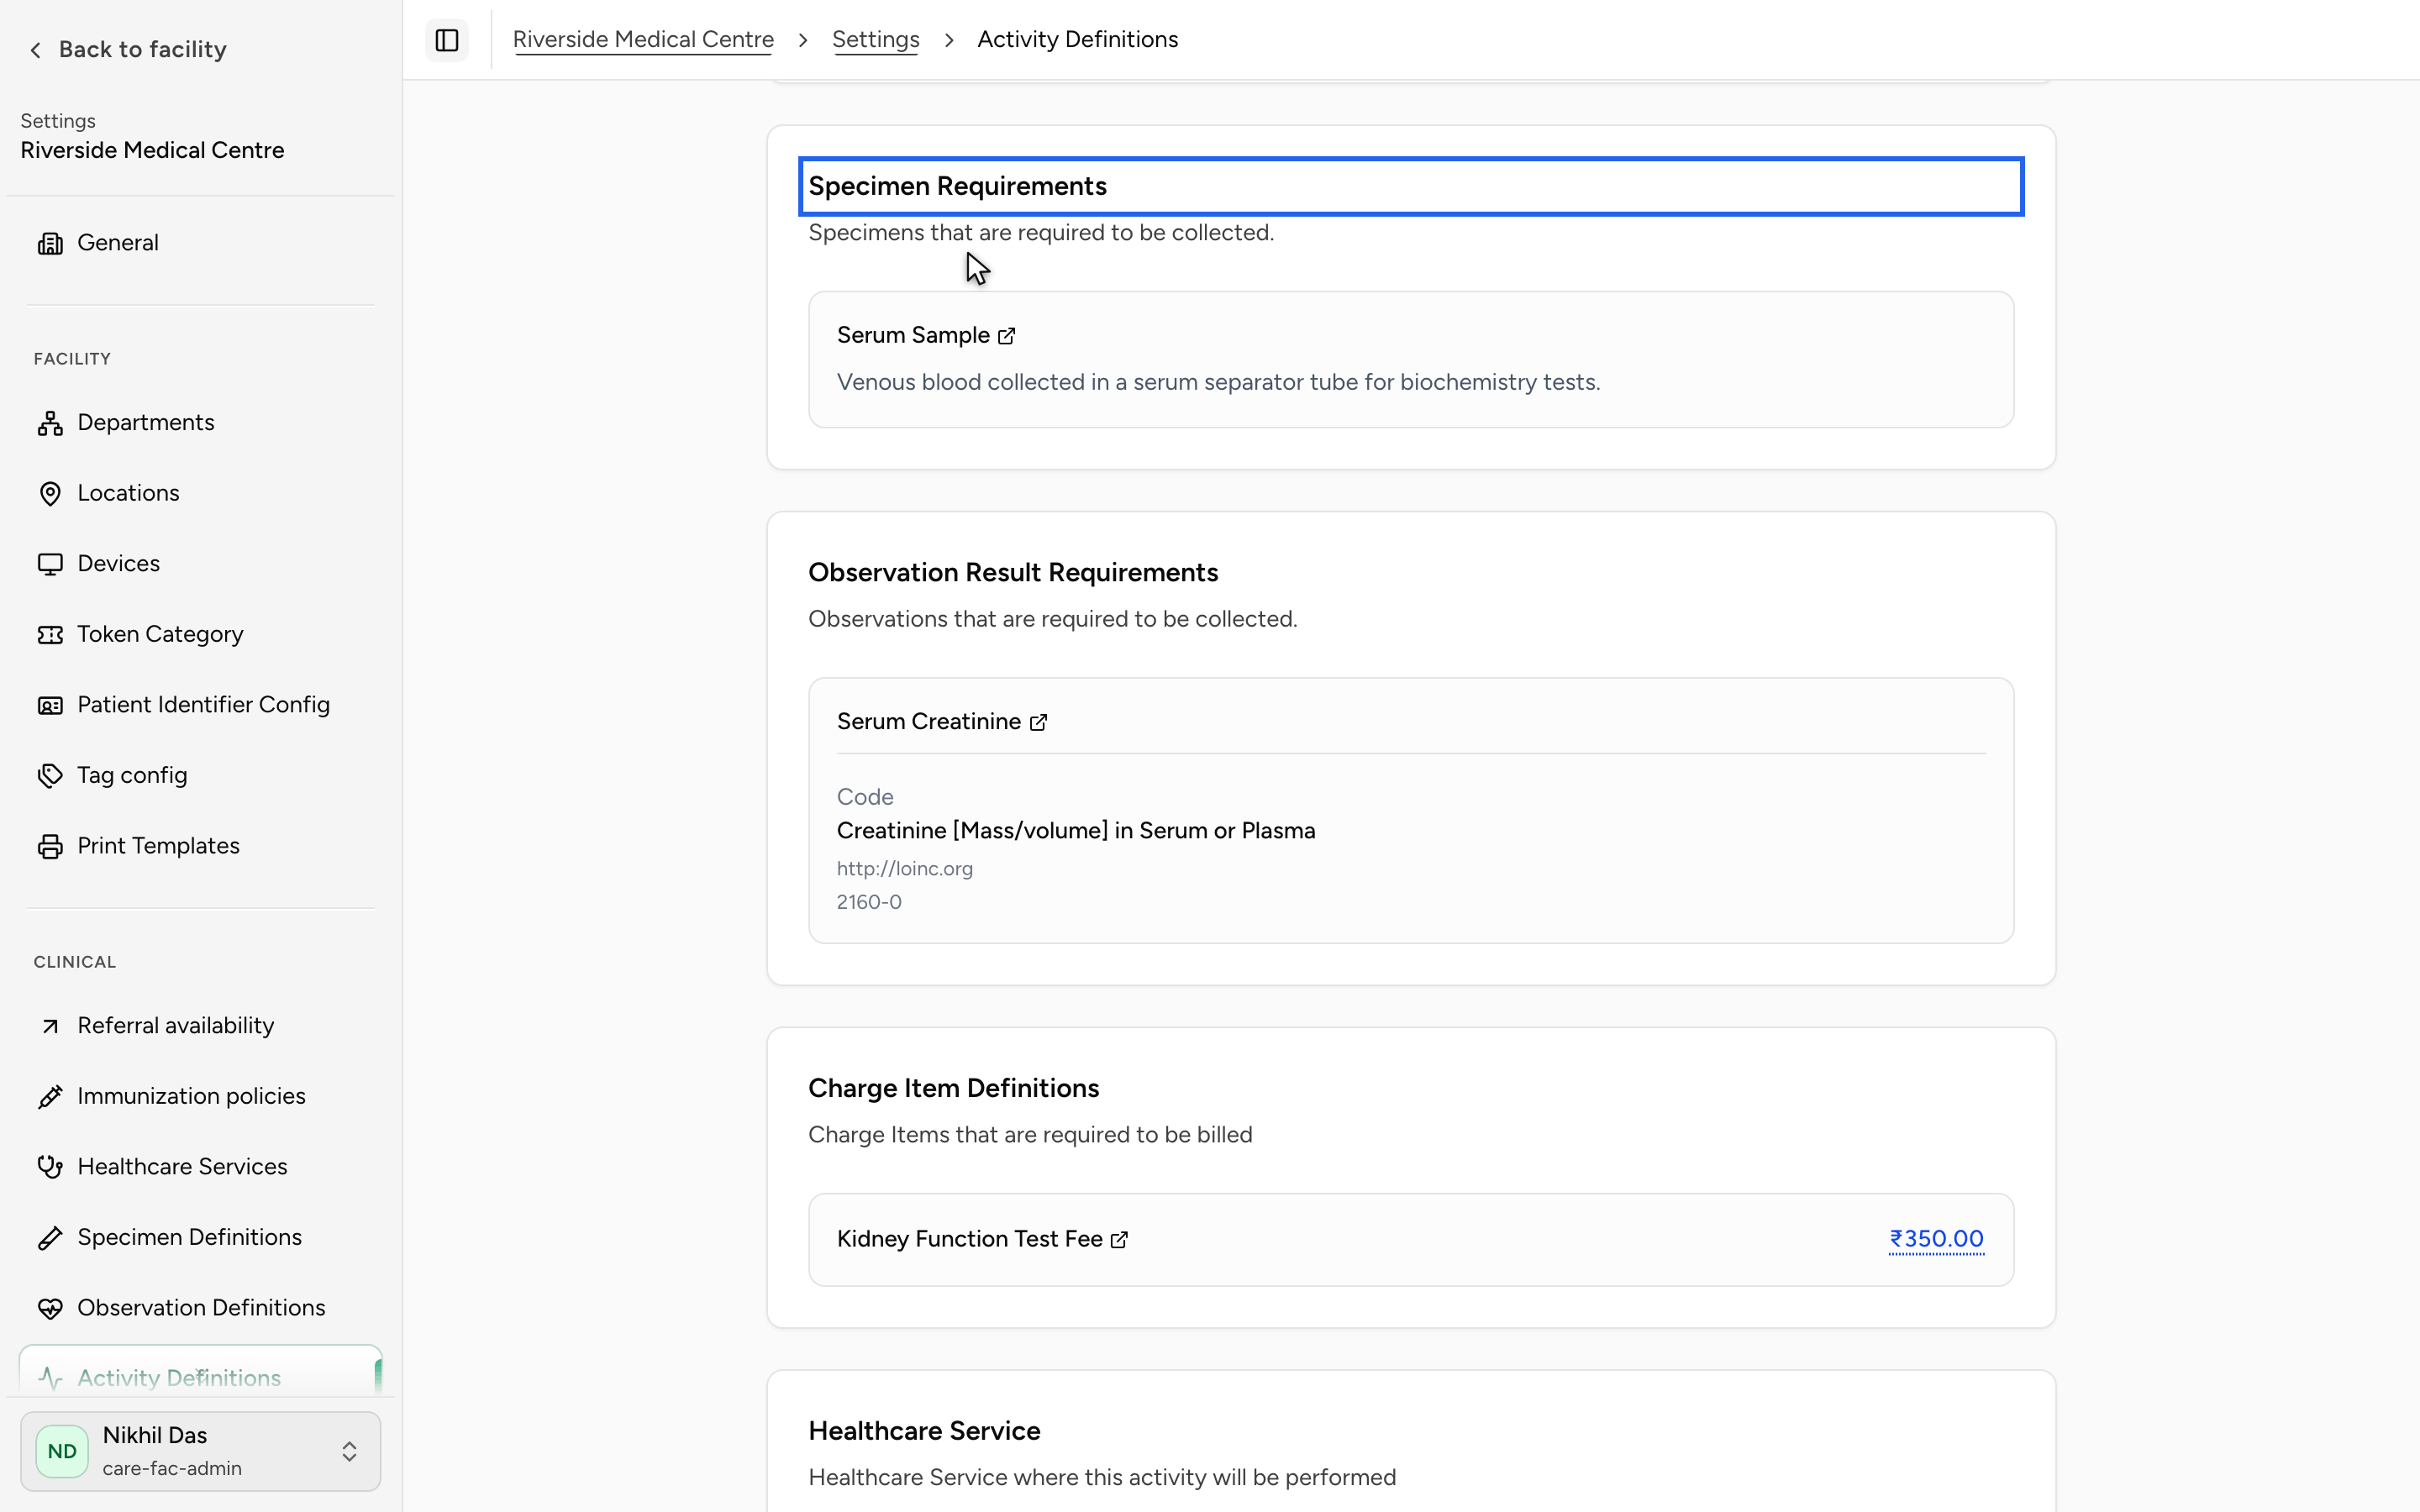 Back to facility
Settings
Riverside Medical Centre
General
FACILITY
Departments
Locations
Devices
Token Category
Patient Identifier Config
Tag config
Print Templates
CLINICAL
Referral availability
Immunization policies
Healthcare Services
Specimen Definitions
Observation Definitions
Activity Definitions
ND
Nikhil Das
care-fac-admin
Riverside Medical Centre > Settings > Activity Definitions
Specimen Requirements
Specimens that are required to be collected.
Serum Sample
Venous blood collected in a serum separator tube for biochemistry tests.
Observation Result Requirements
Observations that are required to be collected.
Serum Creatinine
Code
Creatinine [Mass/volume] in Serum or Plasma
http://loinc.org
2160-0
Charge Item Definitions
Charge Items that are required to be billed
Kidney Function Test Fee ₹350.00
Healthcare Service
Healthcare Service where this activity will be performed